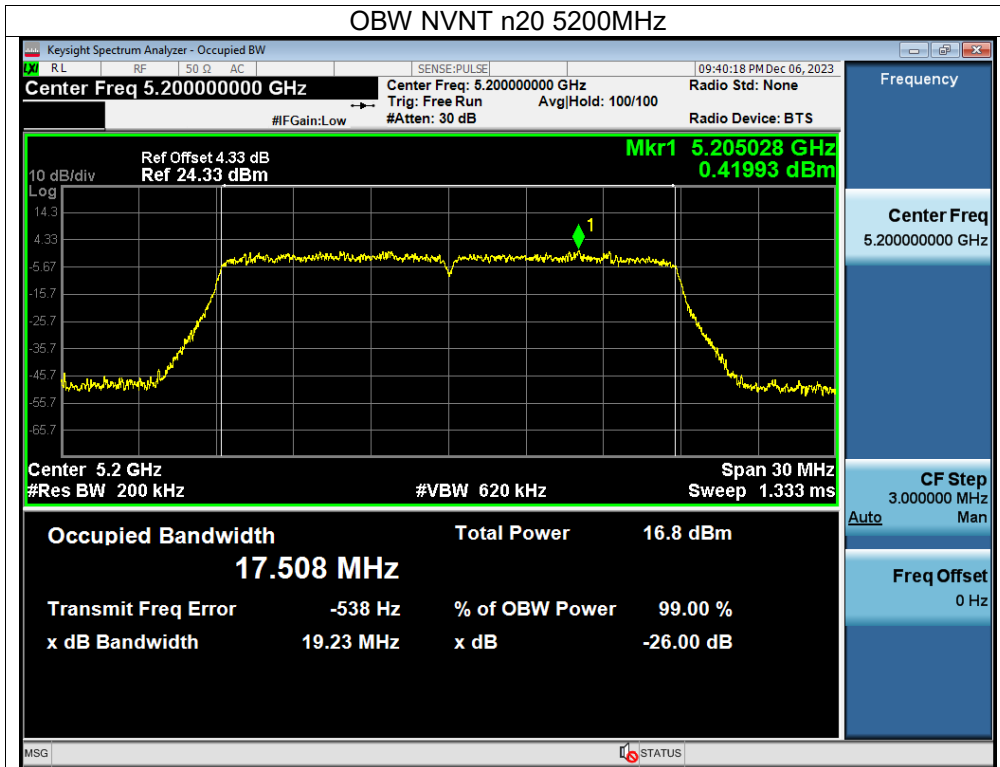 OBW NVNT n20 5200MHz
Keysight Spectrum Analyzer - Occupied BW
LXI RL RF 50 Ω AC SENSE:PULSE 09:40:18 PM Dec 06, 2023
Center Freq 5.200000000 GHz
Center Freq: 5.200000000 GHz Radio Std: None
Trig: Free Run Avg|Hold: 100/100
#IFGain:Low #Atten: 30 dB Radio Device: BTS
Frequency
Mkr1 5.205028 GHz
0.41993 dBm
Ref Offset 4.33 dB
10 dB/div Ref 24.33 dBm
Log
14.3
4.33
-5.67
-15.7
-25.7
-35.7
-45.7
-55.7
-65.7
1
Center 5.2 GHz Span 30 MHz
#Res BW 200 kHz #VBW 620 kHz Sweep 1.333 ms
Center Freq
5.200000000 GHz
CF Step
3.000000 MHz
Auto Man
Freq Offset
0 Hz
Occupied Bandwidth Total Power 16.8 dBm
17.508 MHz
Transmit Freq Error -538 Hz % of OBW Power 99.00 %
x dB Bandwidth 19.23 MHz x dB -26.00 dB
MSG STATUS